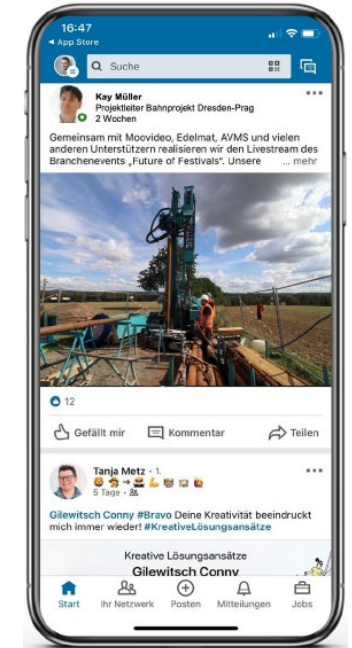 16:47
◄ App Store
Suche
Kay Müller
Projektleiter Bahnprojekt Dresden-Prag
2 Wochen
Gemeinsam mit Moovideo, Edelmat, AVMS und vielen
anderen Unterstützern realisieren wir den Livestream des
Branchenevents „Future of Festivals“. Unsere ... mehr
12
Gefällt mir
Kommentar
Teilen
Tanja Metz · 1.
5 Tage ·
Gilewitsch Conny #Bravo Deine Kreativität beeindruckt
mich immer wieder! #KreativeLösungsansätze
Kreative Lösungsansätze
Gilewitsch Conny
Start
Ihr Netzwerk
Posten
Mitteilungen
Jobs